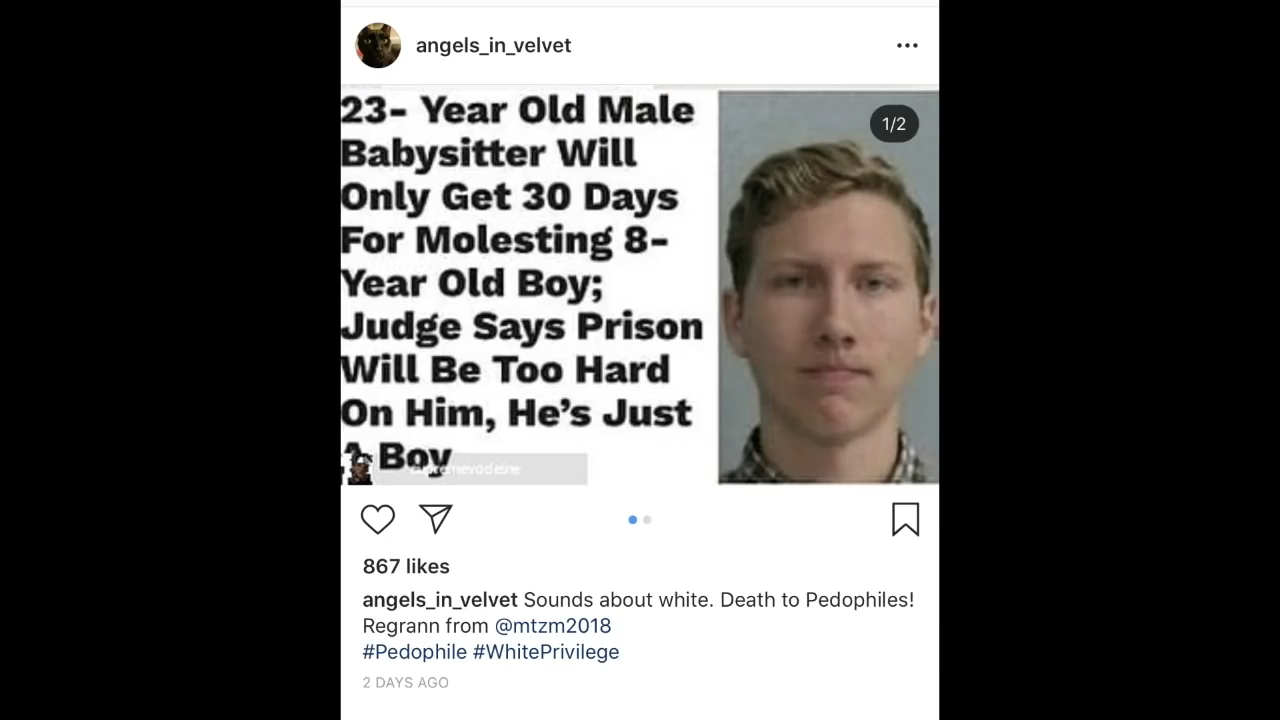 angels_in_velvet
23- Year Old Male
Babysitter Will
Only Get 30 Days
For Molesting 8-
Year Old Boy;
Judge Says Prison
Will Be Too Hard
On Him, He's Just
A Boy
1/2
867 likes
angels_in_velvet Sounds about white. Death to Pedophiles!
Regrann from @mtzm2018
#Pedophile #WhitePrivilege
2 DAYS AGO